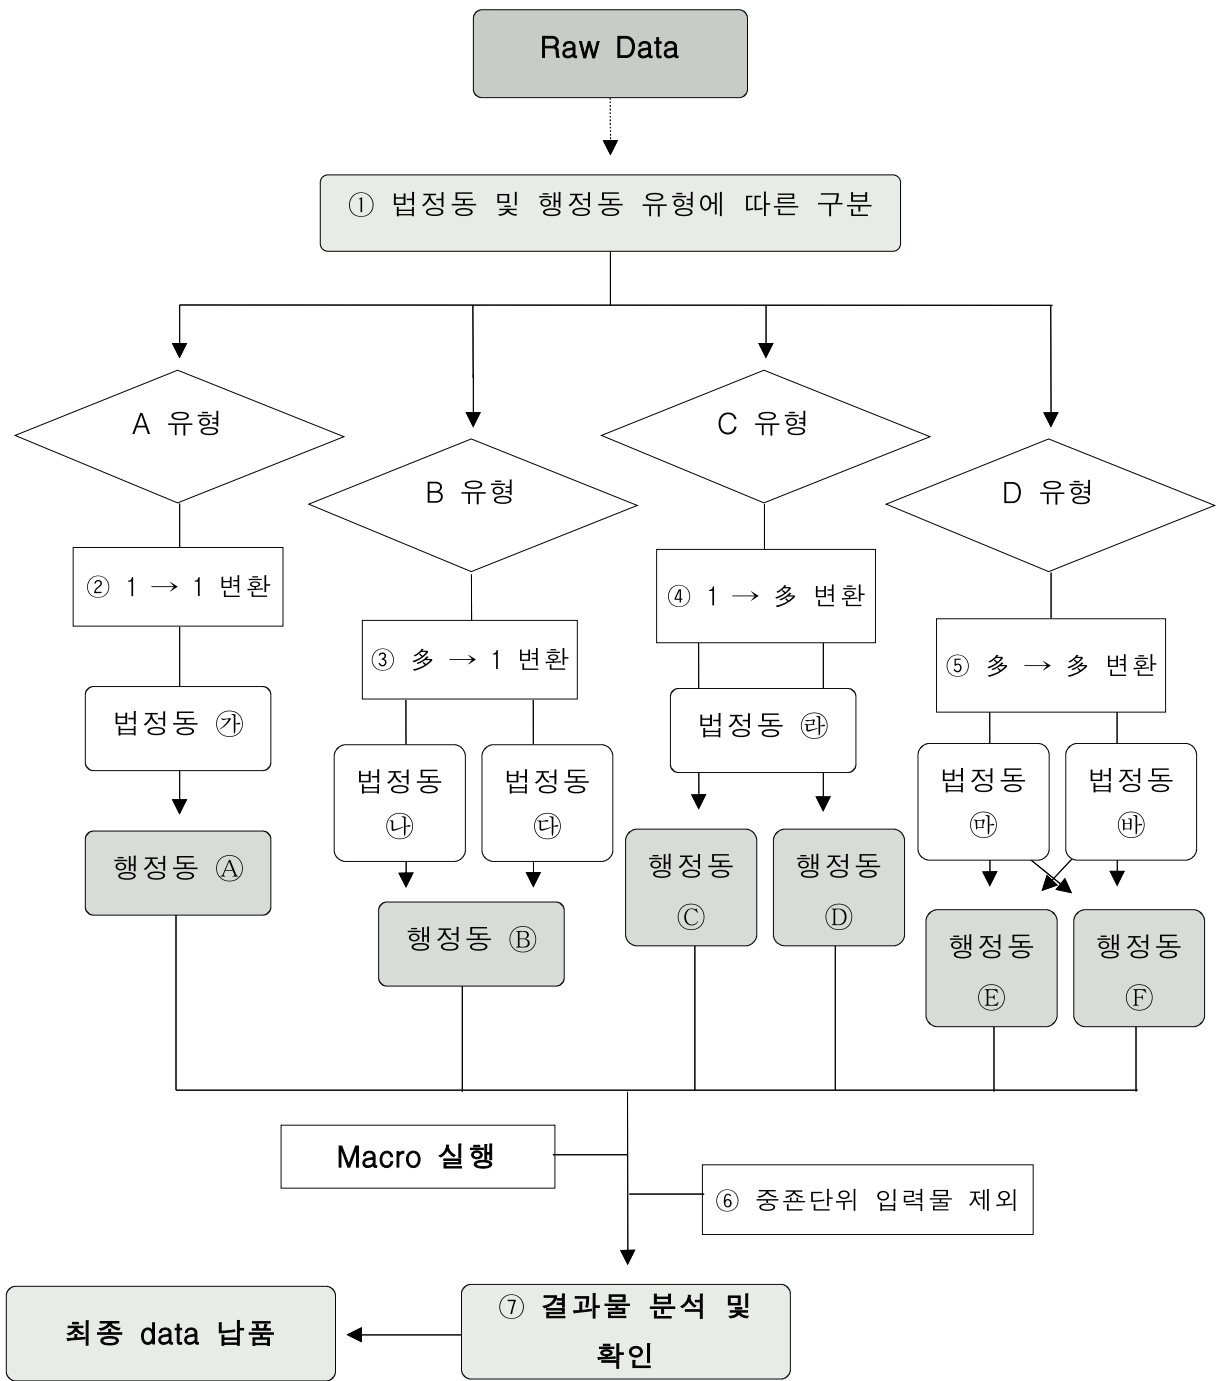 Raw Data
① 법정동 및 행정동 유형에 따른 구분
A 유형
B 유형
C 유형
D 유형
② 1 → 1 변환
③ 多 → 1 변환
④ 1 → 多 변환
⑤ 多 → 多 변환
법정동 ㉮
법정동
㉯
법정동
㉰
법정동 ㉱
법정동
㉲
법정동
㉳
행정동 Ⓐ
행정동 Ⓑ
행정동
Ⓒ
행정동
Ⓓ
행정동
Ⓔ
행정동
Ⓕ
Macro 실행
⑥ 중죤단위 입력물 제외
⑦ 결과물 분석 및
확인
최종 data 납품